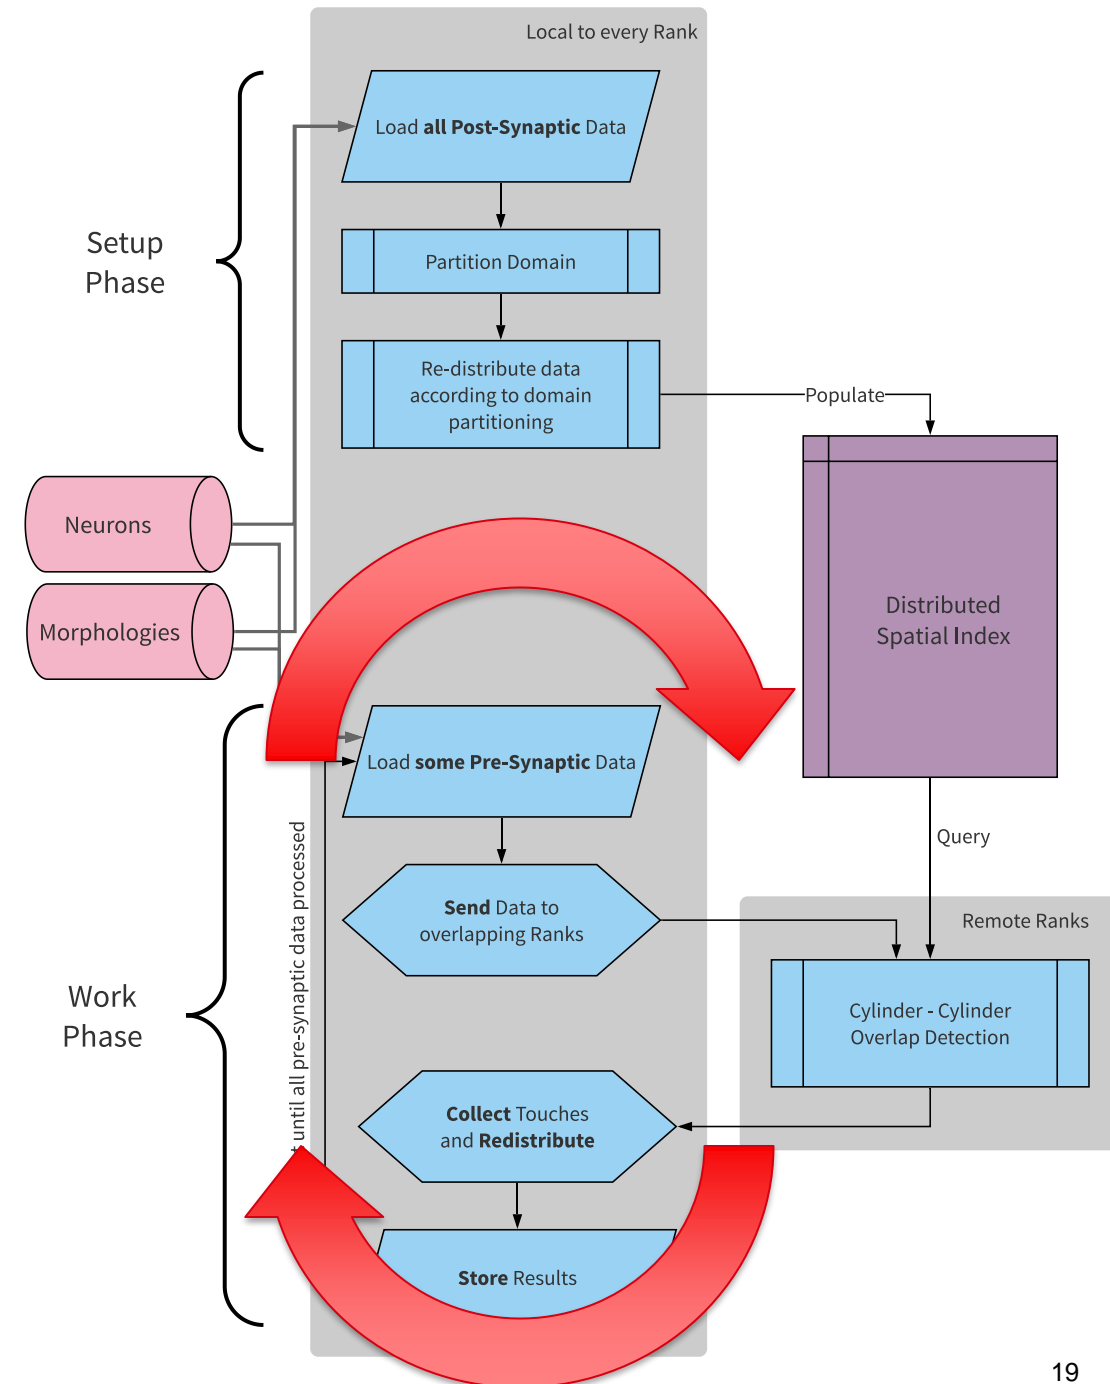 Local to every Rank
Load all Post-Synaptic Data
Setup
Phase
Partition Domain
Re-distribute data
according to domain
partitioning
Populate
Neurons
Morphologies
Distributed
Spatial Index
Load some Pre-Synaptic Data
until all pre-synaptic data processed
Query
Send Data to
overlapping Ranks
Remote Ranks
Work
Phase
Cylinder - Cylinder
Overlap Detection
Collect Touches
and Redistribute
Store Results
19